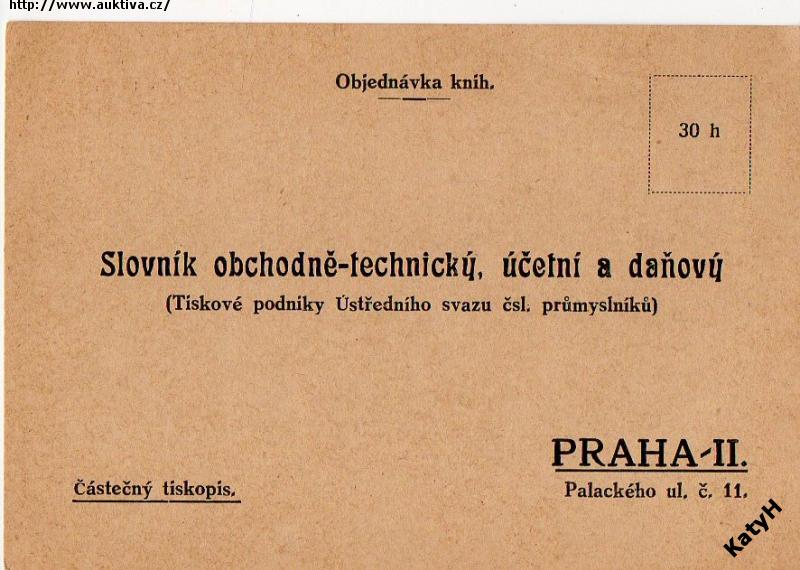 http://www.auktiva.cz/
Objednávka knih.
30 h
Slovník obchodně-technický, účetní a daňový
(Tiskové podniky Ústředního svazu čsl. průmyslníků)
PRAHA-II.
Částečný tiskopis.
Palackého ul. č. 11.
KatyH